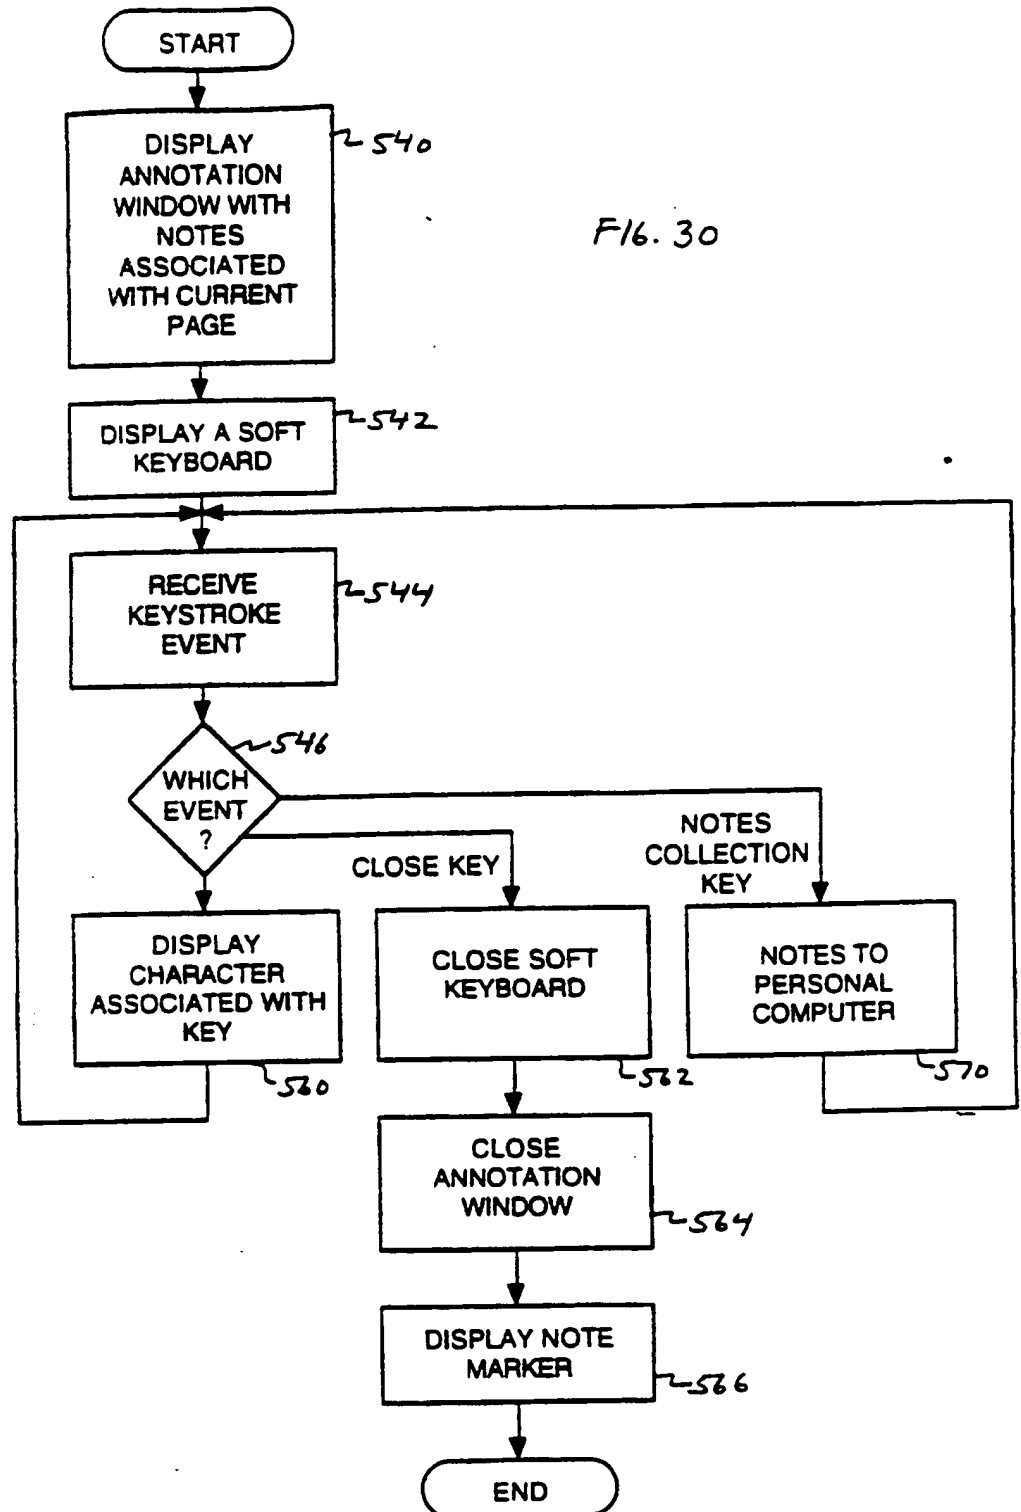 START
DISPLAY
ANNOTATION
WINDOW WITH
NOTES
ASSOCIATED
WITH CURRENT
PAGE
540
FIG. 30
DISPLAY A SOFT
KEYBOARD
542
RECEIVE
KEYSTROKE
EVENT
544
WHICH
EVENT
?
546
CLOSE KEY
NOTES
COLLECTION
KEY
DISPLAY
CHARACTER
ASSOCIATED WITH
KEY
560
CLOSE SOFT
KEYBOARD
562
NOTES TO
PERSONAL
COMPUTER
570
CLOSE
ANNOTATION
WINDOW
564
DISPLAY NOTE
MARKER
566
END